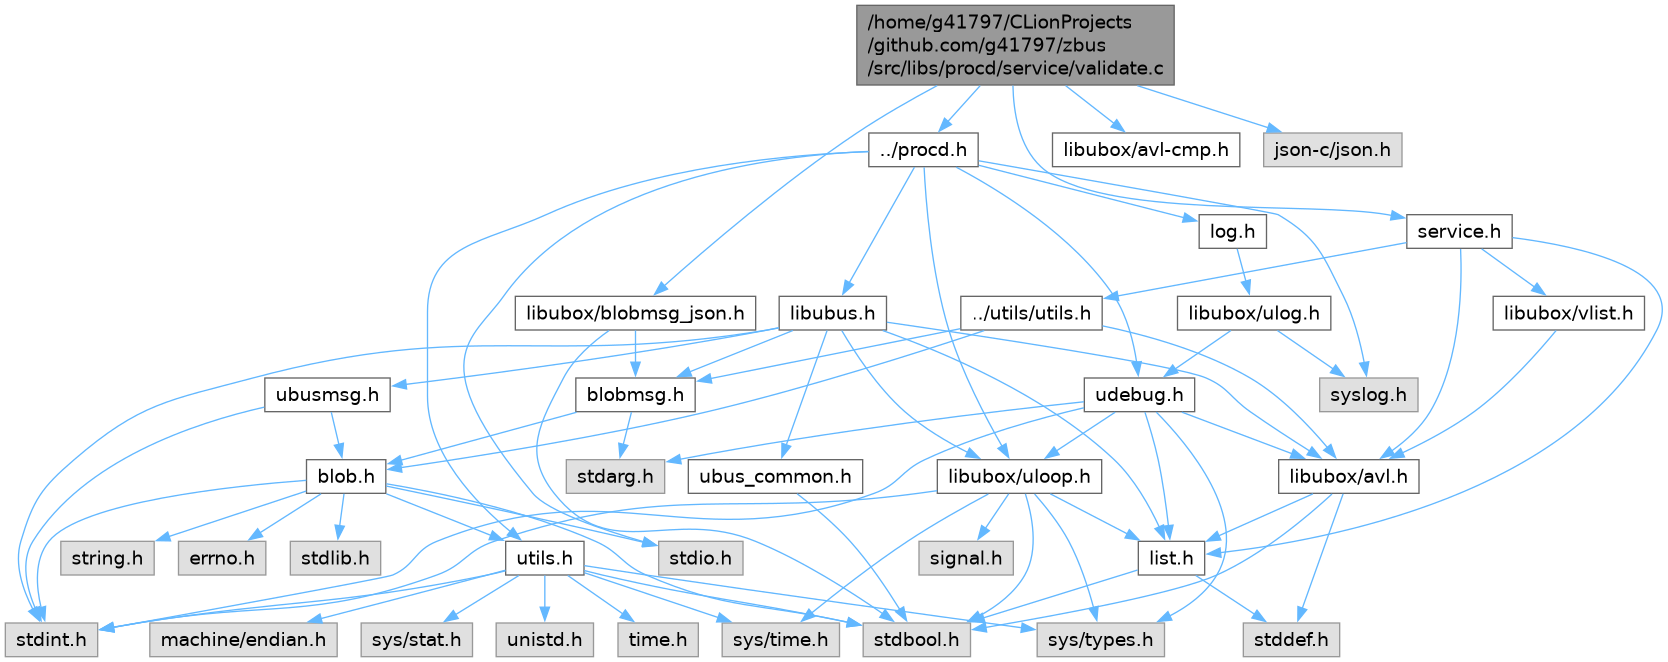 /home/g41797/CLionProjects
/github.com/g41797/zbus
/src/libs/procd/service/validate.c
../procd.h
libubox/avl-cmp.h
json-c/json.h
log.h
service.h
libubox/blobmsg_json.h
libubus.h
../utils/utils.h
libubox/ulog.h
libubox/vlist.h
ubusmsg.h
blobmsg.h
udebug.h
syslog.h
blob.h
stdarg.h
ubus_common.h
libubox/uloop.h
libubox/avl.h
string.h
errno.h
stdlib.h
utils.h
stdio.h
signal.h
list.h
stdint.h
machine/endian.h
sys/stat.h
unistd.h
time.h
sys/time.h
stdbool.h
sys/types.h
stddef.h